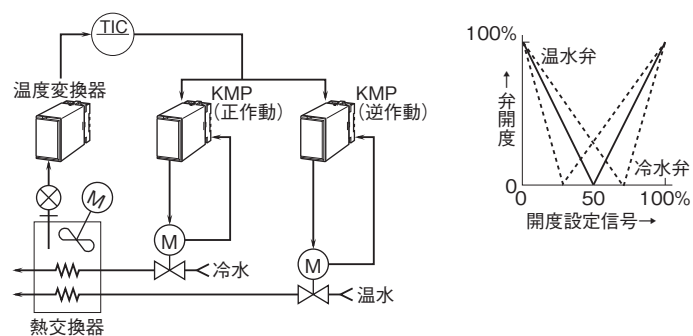 TIC
温度変換器
KMP
(正作動)
KMP
(逆作動)
M
M
M
冷水
温水
熱交換器
100%
温水弁
↑弁開度
冷水弁
0
0
50
100%
開度設定信号→